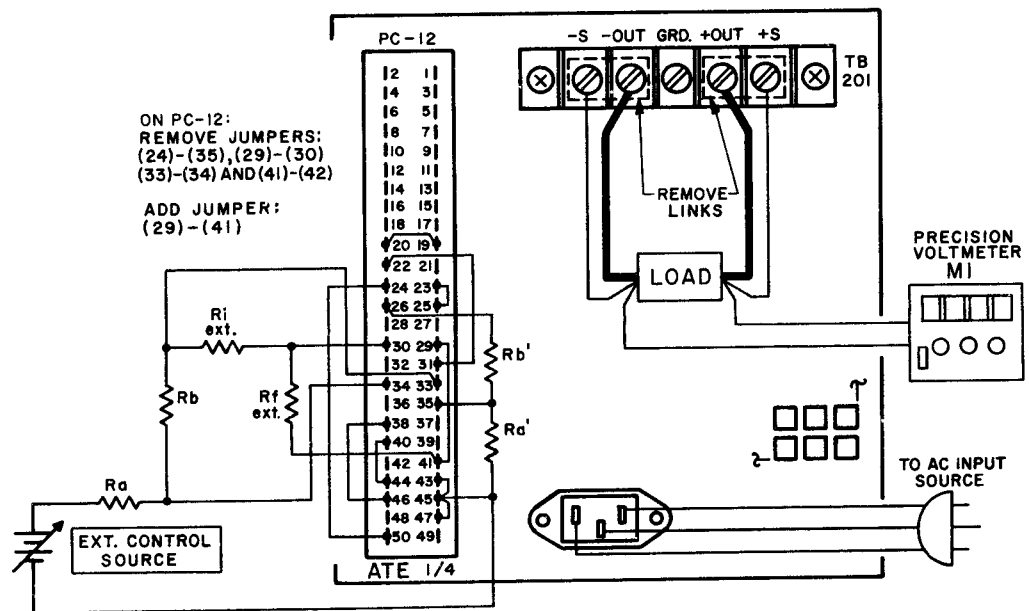 PC-12
2 1
4 3
6 5
8 7
10 9
12 11
14 13
16 15
18 17
20 19
22 21
24 23
26 25
28 27
30 29
32 31
34 33
36 35
38 37
40 39
42 41
44 43
46 45
48 47
50 49
ATE 1/4
ON PC-12:
REMOVE JUMPERS:
(24)-(35),(29)-(30)
(33)-(34) AND (41)-(42)
ADD JUMPER:
(29)-(41)
Ri
ext.
Rb
Rf
ext.
Ra
EXT. CONTROL
SOURCE
Rb'
Ra'
-S -OUT GRD. +OUT +S
TB
201
REMOVE
LINKS
LOAD
PRECISION
VOLTMETER
M1
TO AC INPUT
SOURCE